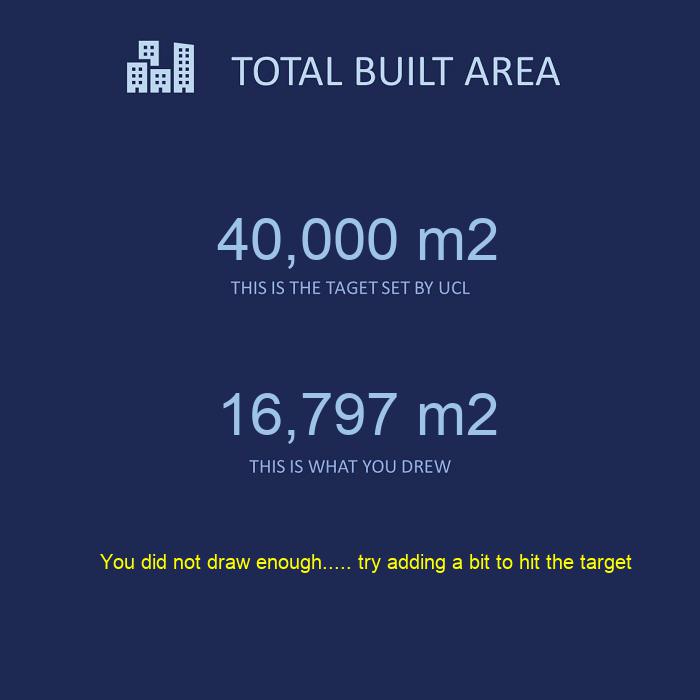 TOTAL BUILT AREA
40,000 m2
THIS IS THE TAGET SET BY UCL
16,797 m2
THIS IS WHAT YOU DREW
You did not draw enough..... try adding a bit to hit the target